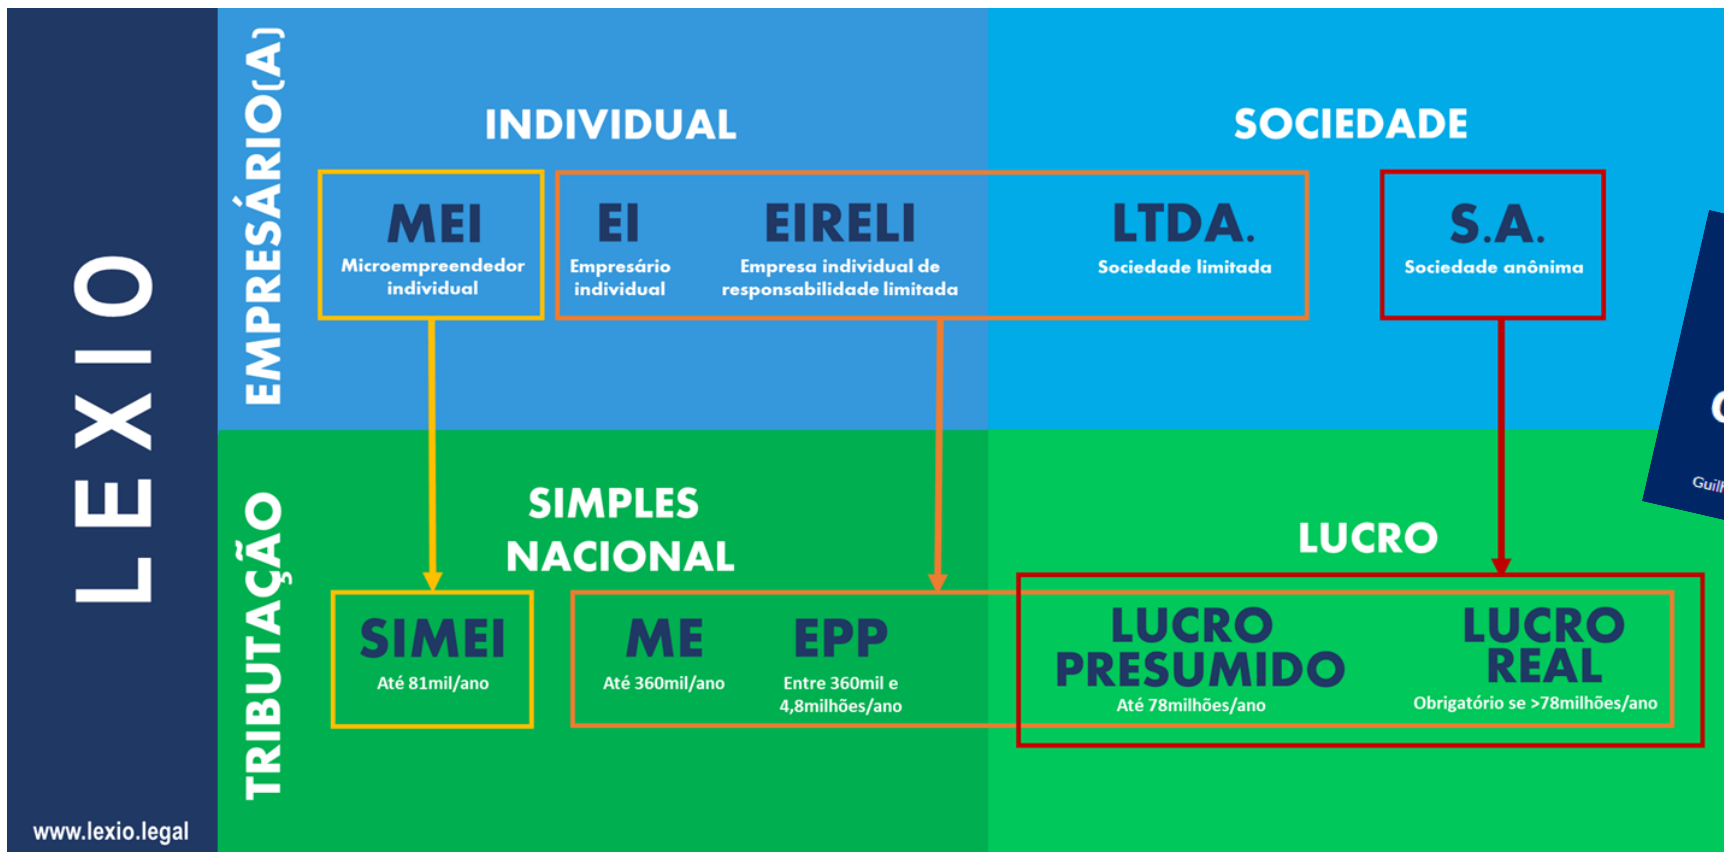 LEXIO
www.lexio.legal
EMPRESÁRIO(A)
INDIVIDUAL
SOCIEDADE
MEI
Microempreendedor
individual
EI
Empresário
individual
EIRELI
Empresa individual de
responsabilidade limitada
LTDA.
Sociedade limitada
S.A.
Sociedade anônima
TRIBUTAÇÃO
SIMPLES
NACIONAL
LUCRO
SIMEI
Até 81mil/ano
ME
Até 360mil/ano
EPP
Entre 360mil e
4,8milhões/ano
LUCRO
PRESUMIDO
Até 78milhões/ano
LUCRO
REAL
Obrigatório se >78milhões/ano